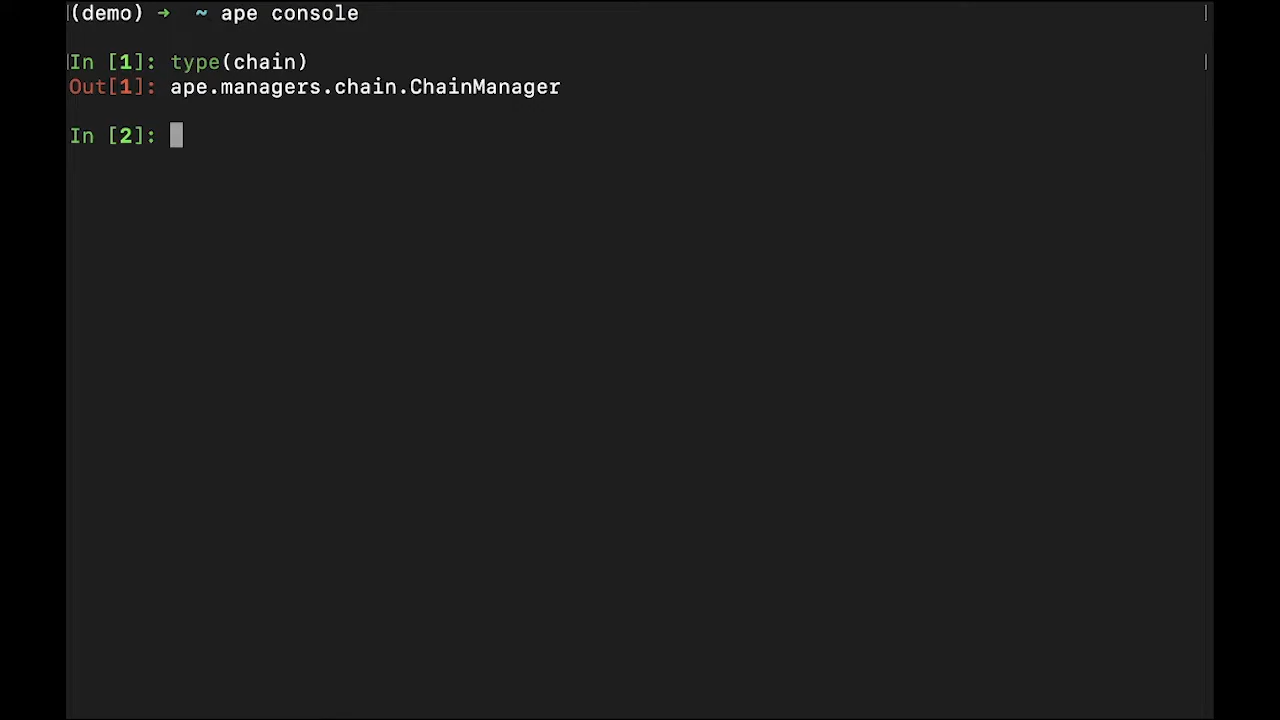 (demo) ➜ ~ ape console
In [1]: type(chain)
Out[1]: ape.managers.chain.ChainManager
In [2]: